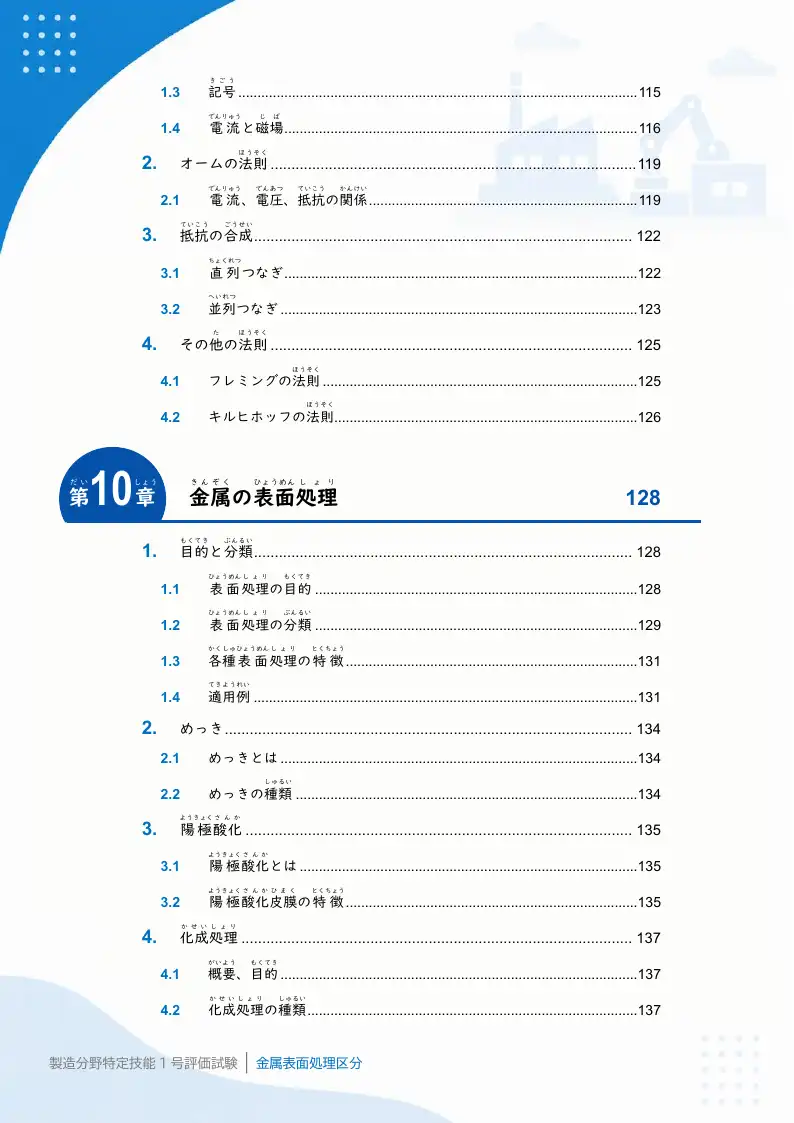 1.3 記号 115
1.4 電流と磁場 116
2. オームの法則 119
2.1 電流、電圧、抵抗の関係 119
3. 抵抗の合成 122
3.1 直列つなぎ 122
3.2 並列つなぎ 123
4. その他の法則 125
4.1 フレミングの法則 125
4.2 キルヒホッフの法則 126
第10章 金属の表面処理 128
1. 目的と分類 128
1.1 表面処理の目的 128
1.2 表面処理の分類 129
1.3 各種表面処理の特徴 131
1.4 適用例 131
2. めっき 134
2.1 めっきとは 134
2.2 めっきの種類 134
3. 陽極酸化 135
3.1 陽極酸化とは 135
3.2 陽極酸化皮膜の特徴 135
4. 化成処理 137
4.1 概要、目的 137
4.2 化成処理の種類 137
製造分野特定技能1号評価試験 | 金属表面処理区分